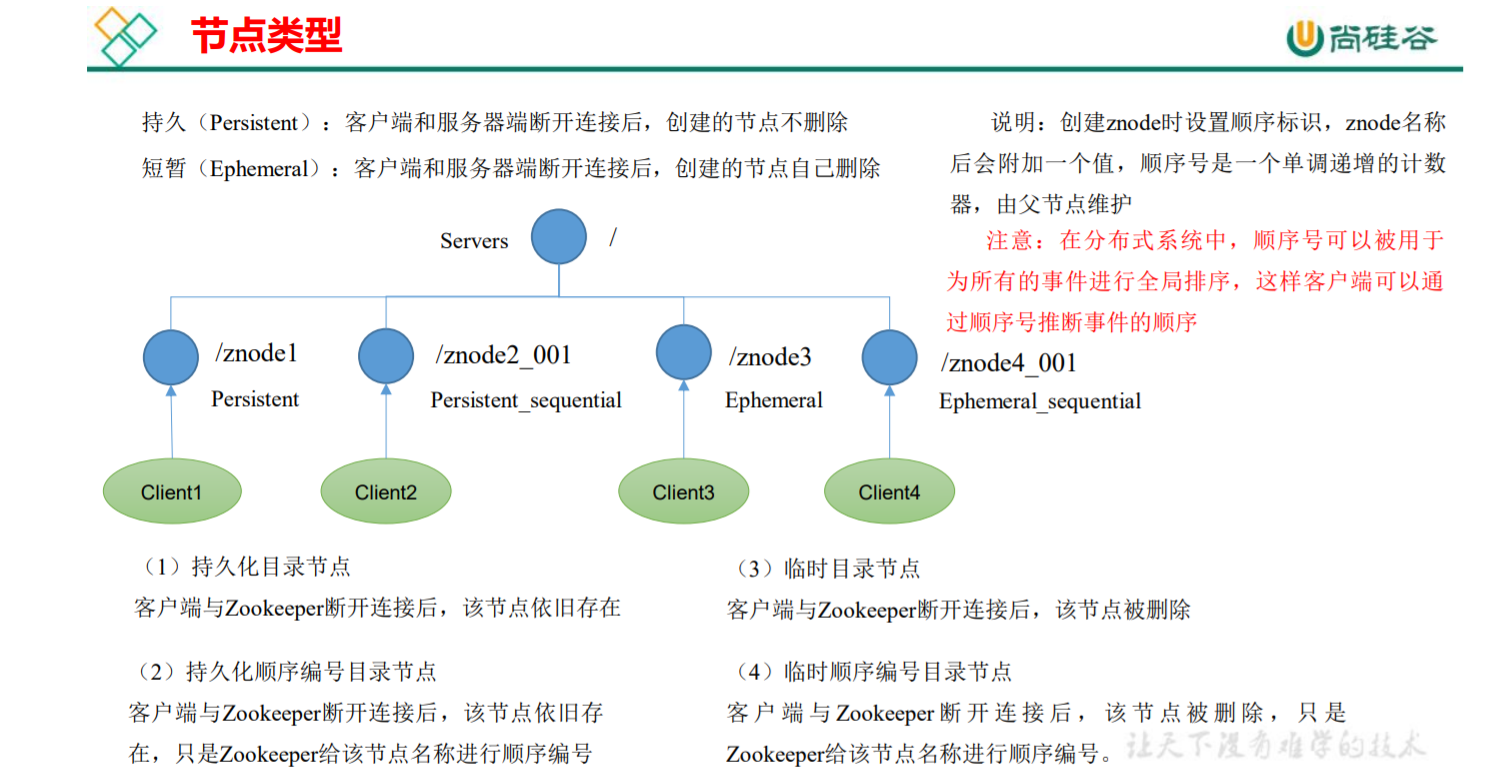 节点类型
尚硅谷
持久（Persistent）：客户端和服务器端断开连接后，创建的节点不删除
短暂（Ephemeral）：客户端和服务器端断开连接后，创建的节点自己删除
说明：创建znode时设置顺序标识，znode名称
后会附加一个值，顺序号是一个单调递增的计数
器，由父节点维护
注意：在分布式系统中，顺序号可以被用于
为所有的事件进行全局排序，这样客户端可以通
过顺序号推断事件的顺序
Servers
/
/znode1
Persistent
/znode2_001
Persistent_sequential
/znode3
Ephemeral
/znode4_001
Ephemeral_sequential
Client1
Client2
Client3
Client4
（1）持久化目录节点
客户端与Zookeeper断开连接后，该节点依旧存在
（2）持久化顺序编号目录节点
客户端与Zookeeper断开连接后，该节点依旧存
在，只是Zookeeper给该节点名称进行顺序编号
（3）临时目录节点
客户端与Zookeeper断开连接后，该节点被删除
（4）临时顺序编号目录节点
客户端与Zookeeper断开连接后，该节点被删除，只是
Zookeeper给该节点名称进行顺序编号。
让天下没有难学的技术